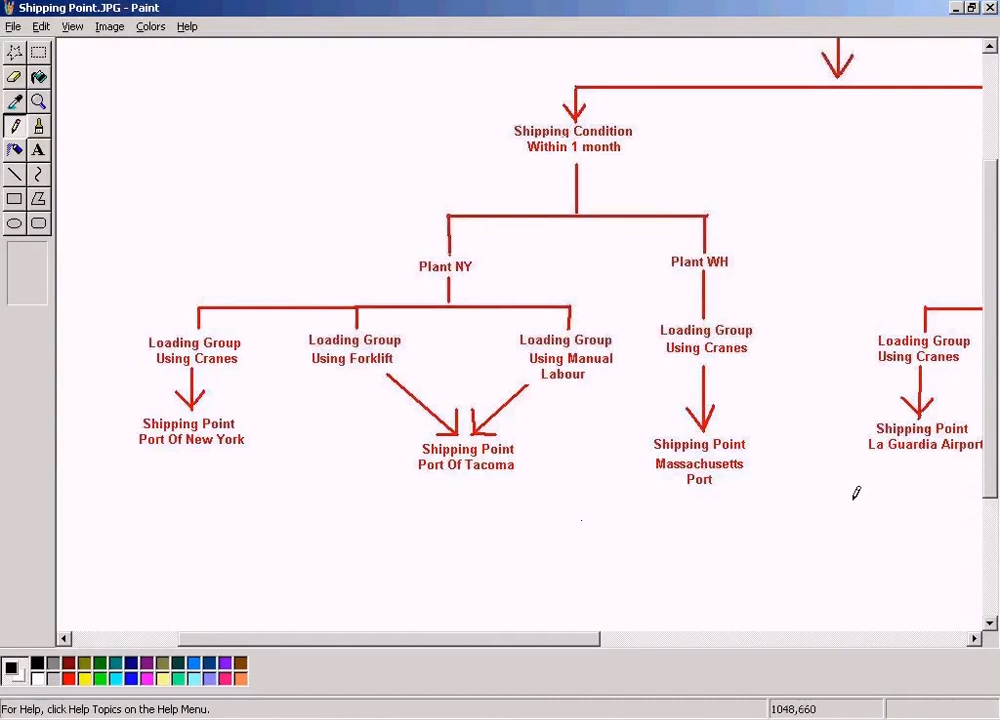 Shipping Point.JPG - Paint
File Edit View Image Colors Help
Shipping Condition
Within 1 month
Plant NY
Plant WH
Loading Group
Using Cranes
Loading Group
Using Forklift
Loading Group
Using Manual
Labour
Loading Group
Using Cranes
Loading Group
Using Cranes
Shipping Point
Port Of New York
Shipping Point
Port Of Tacoma
Shipping Point
Massachusetts
Port
Shipping Point
La Guardia Airport
For Help, click Help Topics on the Help Menu.
1048,660